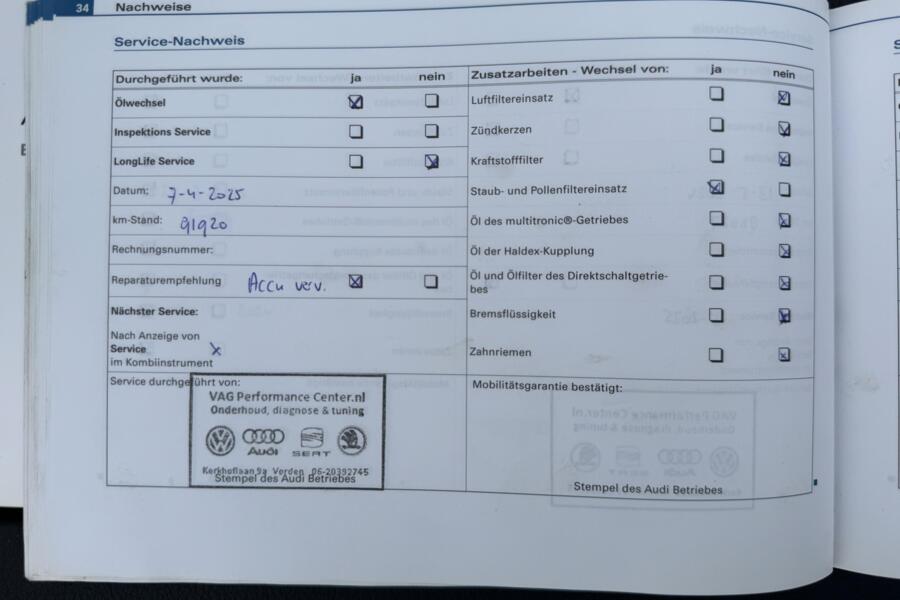 34 Nachweise
Service-Nachweis
Durchgeführt wurde: ja nein
Ölwechsel
Inspektions Service
LongLife Service
Datum: 7-4-2025
km-Stand: 91920
Rechnungsnummer:
Reparaturempfehlung Accu verv.
Nächster Service:
Nach Anzeige von
Service x
im Kombiinstrument
Service durchgeführt von:
VAG Performance Center.nl
Onderhoud, diagnose & tuning
Audi SEAT
Kerkhoflaan 9a Vorden 06-20392745
Stempel des Audi Betriebes
Zusatzarbeiten - Wechsel von: ja nein
Luftfiltereinsatz
Zündkerzen
Kraftstofffilter
Staub- und Pollenfiltereinsatz
Öl des multitronic®-Getriebes
Öl der Haldex-Kupplung
Öl und Ölfilter des Direktschaltgetrie-
bes
Bremsflüssigkeit
Zahnriemen
Mobilitätsgarantie bestätigt:
Stempel des Audi Betriebes